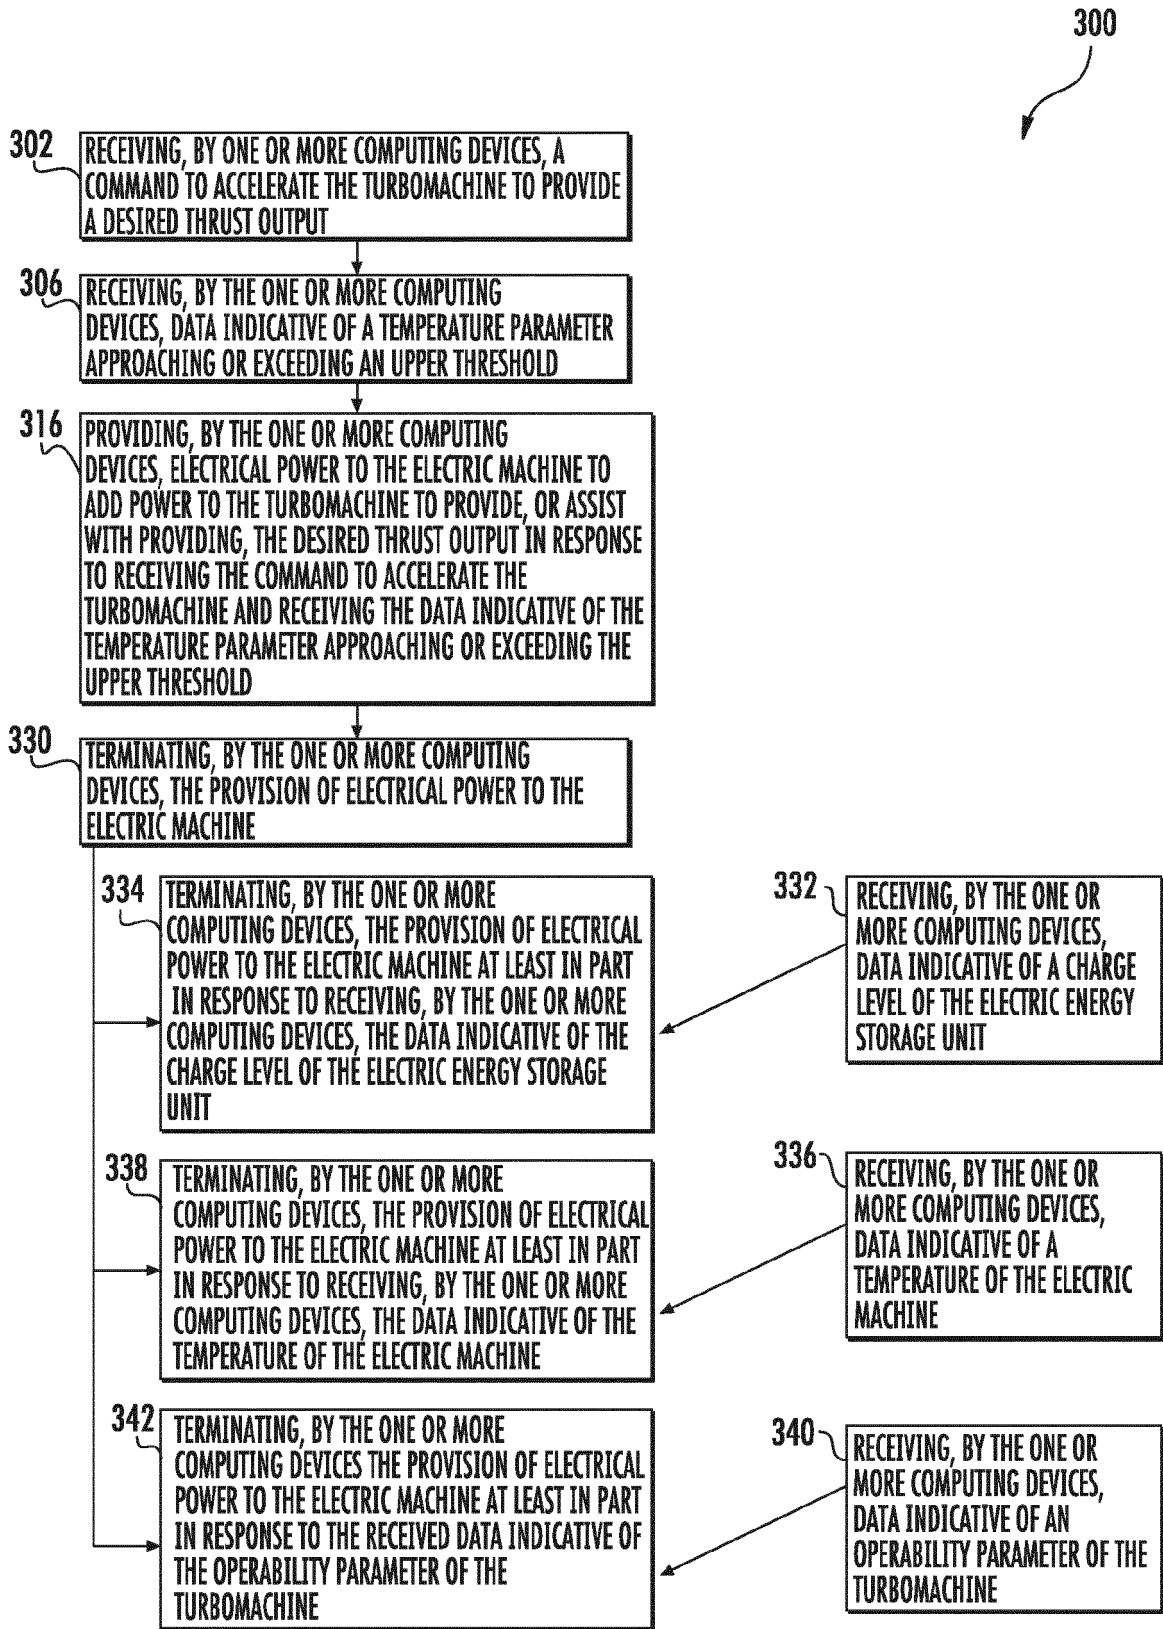 300
302
RECEIVING, BY ONE OR MORE COMPUTING DEVICES, A
COMMAND TO ACCELERATE THE TURBOMACHINE TO PROVIDE
A DESIRED THRUST OUTPUT
306
RECEIVING, BY THE ONE OR MORE COMPUTING
DEVICES, DATA INDICATIVE OF A TEMPERATURE PARAMETER
APPROACHING OR EXCEEDING AN UPPER THRESHOLD
316
PROVIDING, BY THE ONE OR MORE COMPUTING
DEVICES, ELECTRICAL POWER TO THE ELECTRIC MACHINE TO
ADD POWER TO THE TURBOMACHINE TO PROVIDE, OR ASSIST
WITH PROVIDING, THE DESIRED THRUST OUTPUT IN RESPONSE
TO RECEIVING THE COMMAND TO ACCELERATE THE
TURBOMACHINE AND RECEIVING THE DATA INDICATIVE OF THE
TEMPERATURE PARAMETER APPROACHING OR EXCEEDING THE
UPPER THRESHOLD
330
TERMINATING, BY THE ONE OR MORE COMPUTING
DEVICES, THE PROVISION OF ELECTRICAL POWER TO THE
ELECTRIC MACHINE
334
TERMINATING, BY THE ONE OR MORE
COMPUTING DEVICES, THE PROVISION OF ELECTRICAL
POWER TO THE ELECTRIC MACHINE AT LEAST IN PART
IN RESPONSE TO RECEIVING, BY THE ONE OR MORE
COMPUTING DEVICES, THE DATA INDICATIVE OF THE
CHARGE LEVEL OF THE ELECTRIC ENERGY STORAGE
UNIT
332
RECEIVING, BY THE ONE OR
MORE COMPUTING DEVICES,
DATA INDICATIVE OF A CHARGE
LEVEL OF THE ELECTRIC ENERGY
STORAGE UNIT
338
TERMINATING, BY THE ONE OR MORE
COMPUTING DEVICES, THE PROVISION OF ELECTRICAL
POWER TO THE ELECTRIC MACHINE AT LEAST IN PART
IN RESPONSE TO RECEIVING, BY THE ONE OR MORE
COMPUTING DEVICES, THE DATA INDICATIVE OF THE
TEMPERATURE OF THE ELECTRIC MACHINE
336
RECEIVING, BY THE ONE OR
MORE COMPUTING DEVICES,
DATA INDICATIVE OF A
TEMPERATURE OF THE ELECTRIC
MACHINE
342
TERMINATING, BY THE ONE OR MORE
COMPUTING DEVICES THE PROVISION OF ELECTRICAL
POWER TO THE ELECTRIC MACHINE AT LEAST IN PART
IN RESPONSE TO THE RECEIVED DATA INDICATIVE OF
THE OPERABILITY PARAMETER OF THE
TURBOMACHINE
340
RECEIVING, BY THE ONE OR
MORE COMPUTING DEVICES,
DATA INDICATIVE OF AN
OPERABILITY PARAMETER OF THE
TURBOMACHINE